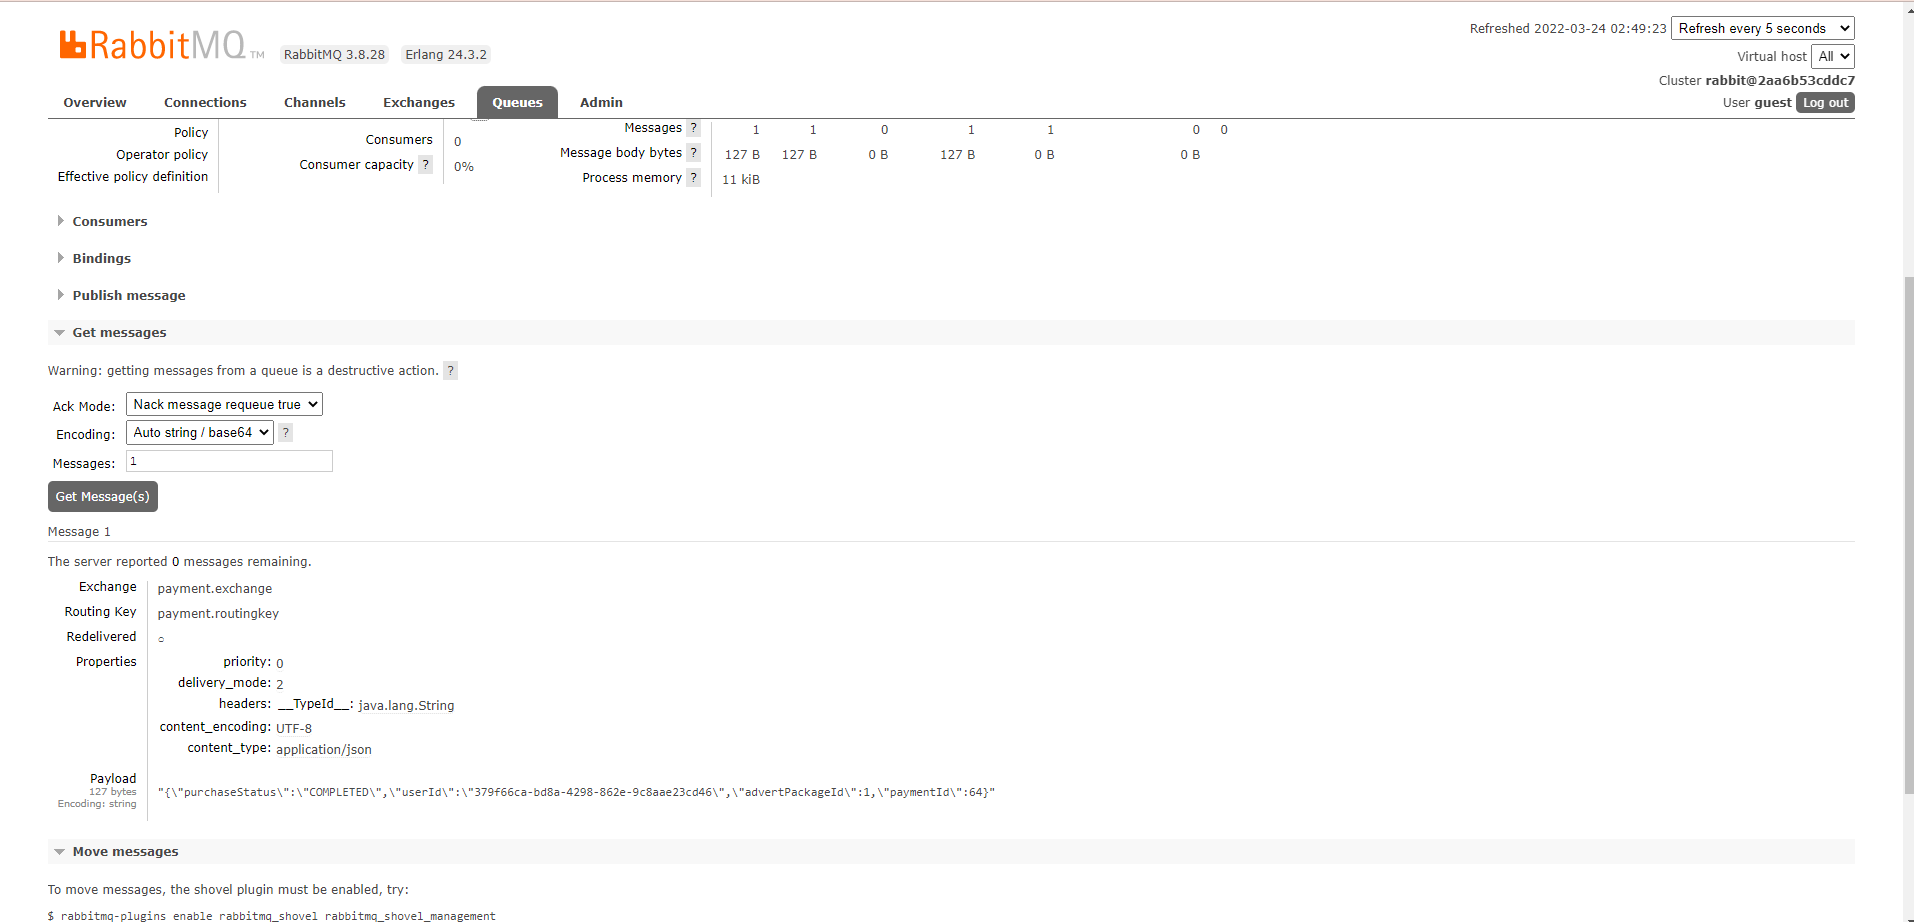 Refreshed 2022-03-24 02:49:23 Refresh every 5 seconds
RabbitMQ TM RabbitMQ 3.8.28 Erlang 24.3.2
Virtual host All
Cluster rabbit@2aa6b53cddc7
User guest Log out
Overview Connections Channels Exchanges Queues Admin
Policy
Operator policy
Effective policy definition
Consumers 0
Consumer capacity ? 0%
Messages ? 1 1 0 1 1 0 0
Message body bytes ? 127 B 127 B 0 B 127 B 0 B 0 B
Process memory ? 11 kiB
Consumers
Bindings
Publish message
Get messages
Warning: getting messages from a queue is a destructive action. ?
Ack Mode: Nack message requeue true
Encoding: Auto string / base64 ?
Messages: 1
Get Message(s)
Message 1
The server reported 0 messages remaining.
Exchange payment.exchange
Routing Key payment.routingkey
Redelivered ○
Properties priority: 0
delivery_mode: 2
headers: __TypeId__: java.lang.String
content_encoding: UTF-8
content_type: application/json
Payload
127 bytes
Encoding: string
"{\"purchaseStatus\":\"COMPLETED\",\"userId\":\"379f66ca-bd8a-4298-862e-9c8aae23cd46\",\"advertPackageId\":1,\"paymentId\":64}"
Move messages
To move messages, the shovel plugin must be enabled, try:
$ rabbitmq-plugins enable rabbitmq_shovel rabbitmq_shovel_management